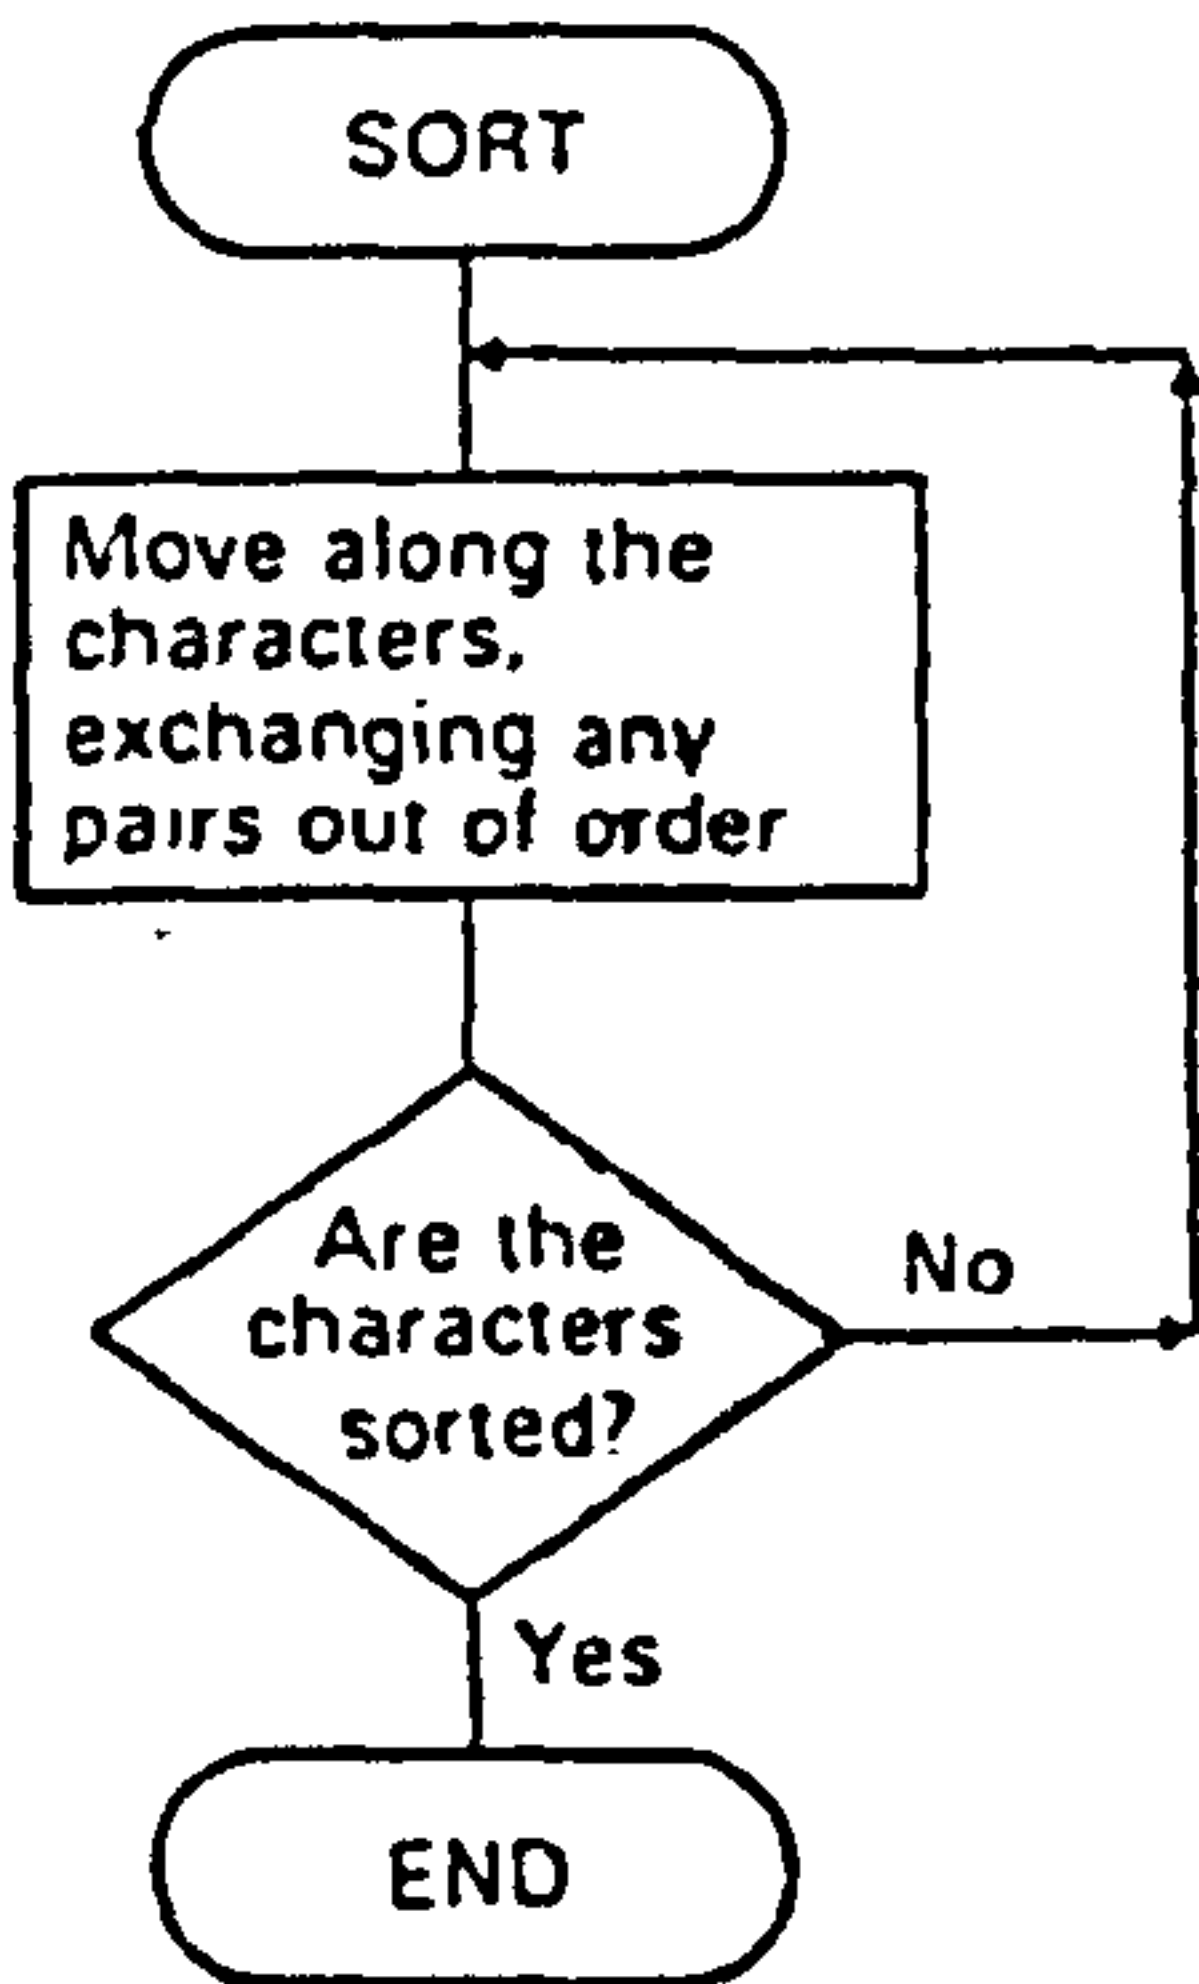 SORT
Move along the
characters,
exchanging any
pairs out of order
Are the
characters
sorted?
No
Yes
END